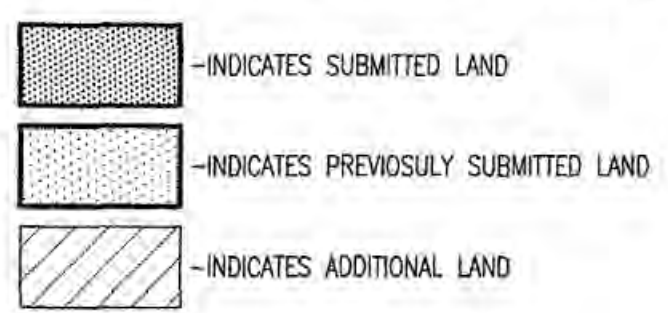 -INDICATES SUBMITTED LAND
-INDICATES PREVIOSULY SUBMITTED LAND
-INDICATES ADDITIONAL LAND